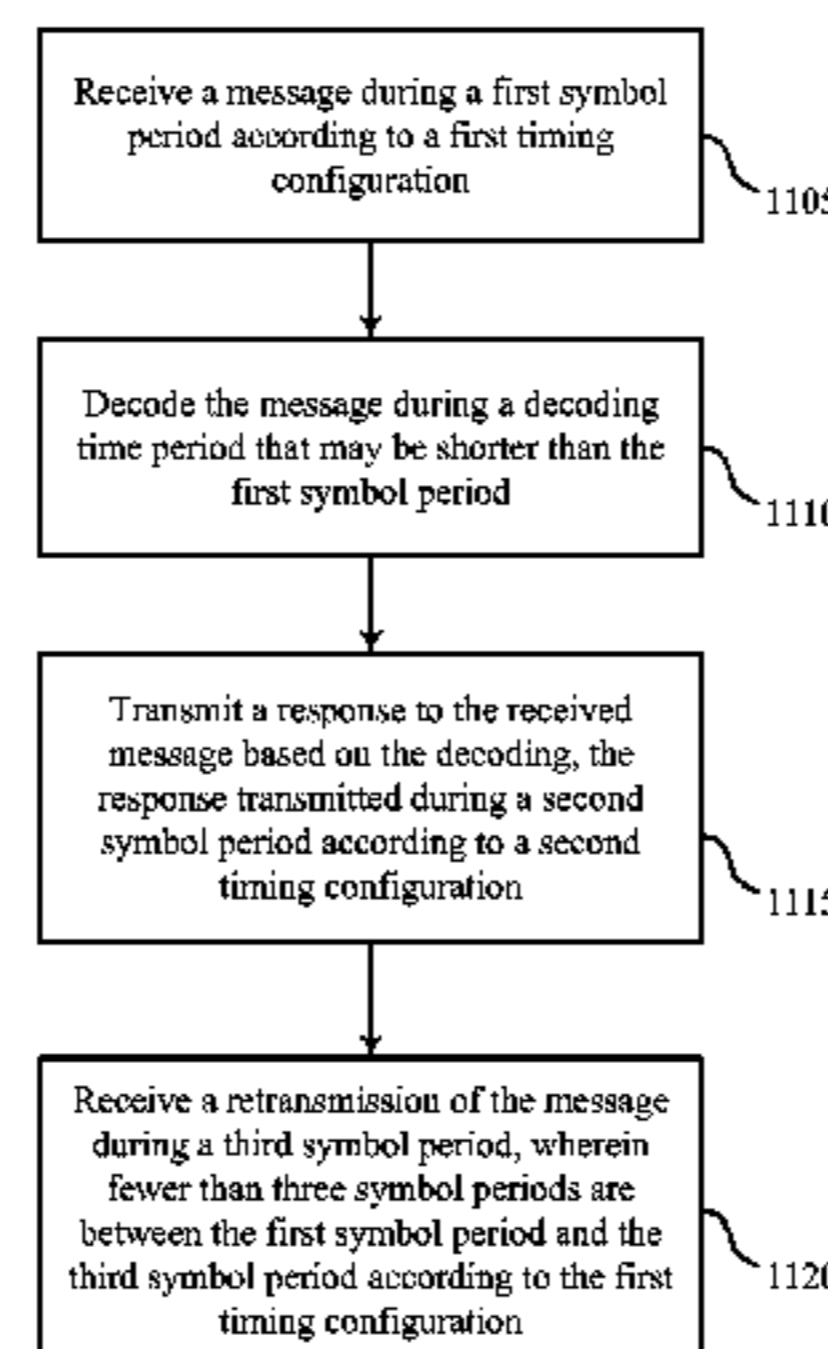 Receive a message during a first symbol
period according to a first timing
configuration
1105
Decode the message during a decoding
time period that may be shorter than the
first symbol period
1110
Transmit a response to the received
message based on the decoding, the
response transmitted during a second
symbol period according to a second
timing configuration
1115
Receive a retransmission of the message
during a third symbol period, wherein
fewer than three symbol periods are
between the first symbol period and the
third symbol period according to the first
timing configuration
1120